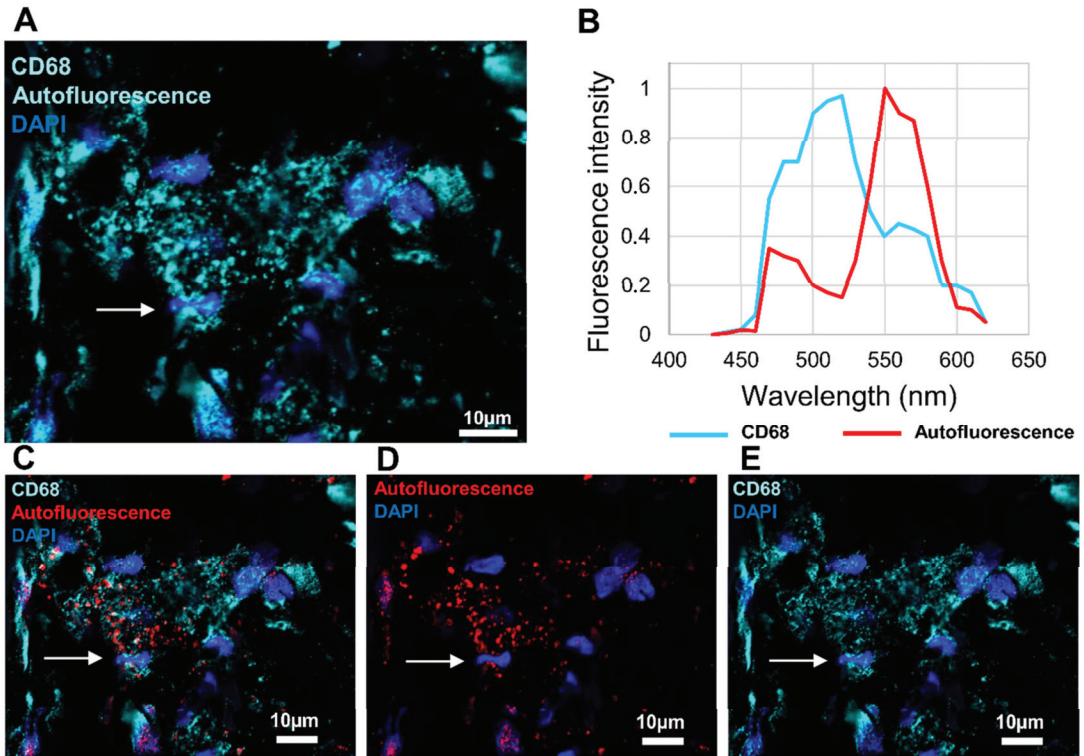 A
CD68
Autofluorescence
DAPI
10µm
B
Fluorescence intensity
1
0.8
0.6
0.4
0.2
0
400 450 500 550 600 650
Wavelength (nm)
CD68 Autofluorescence
C
CD68
Autofluorescence
DAPI
10µm
D
Autofluorescence
DAPI
10µm
E
CD68
DAPI
10µm